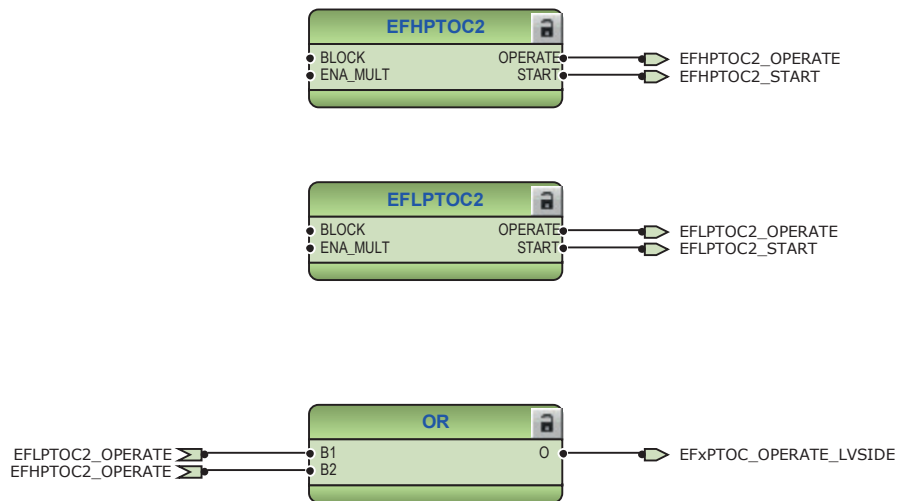 EFHPTOC2
BLOCK OPERATE EFHPTOC2_OPERATE
ENA_MULT START EFHPTOC2_START
EFLPTOC2
BLOCK OPERATE EFLPTOC2_OPERATE
ENA_MULT START EFLPTOC2_START
OR
EFLPTOC2_OPERATE B1 O EFxPTOC_OPERATE_LVSIDE
EFHPTOC2_OPERATE B2